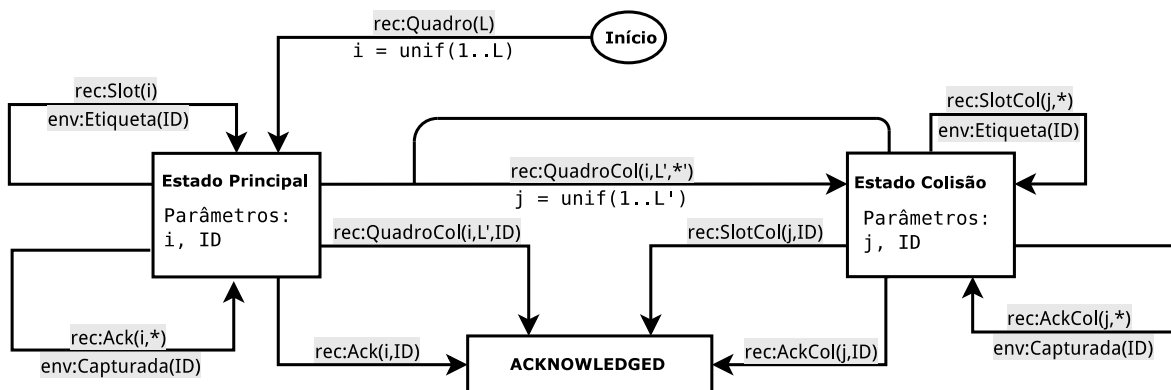 rec:Quadro(L)
i = unif(1..L)
Início
rec:Slot(i)
env:Etiqueta(ID)
rec:SlotCol(j,*)
env:Etiqueta(ID)
Estado Principal
Parâmetros:
i, ID
rec:QuadroCol(i,L',*')
j = unif(1..L')
Estado Colisão
Parâmetros:
j, ID
rec:QuadroCol(i,L',ID)
rec:SlotCol(j,ID)
rec:Ack(i,*)
env:Capturada(ID)
rec:Ack(i,ID)
ACKNOWLEDGED
rec:AckCol(j,ID)
rec:AckCol(j,*)
env:Capturada(ID)